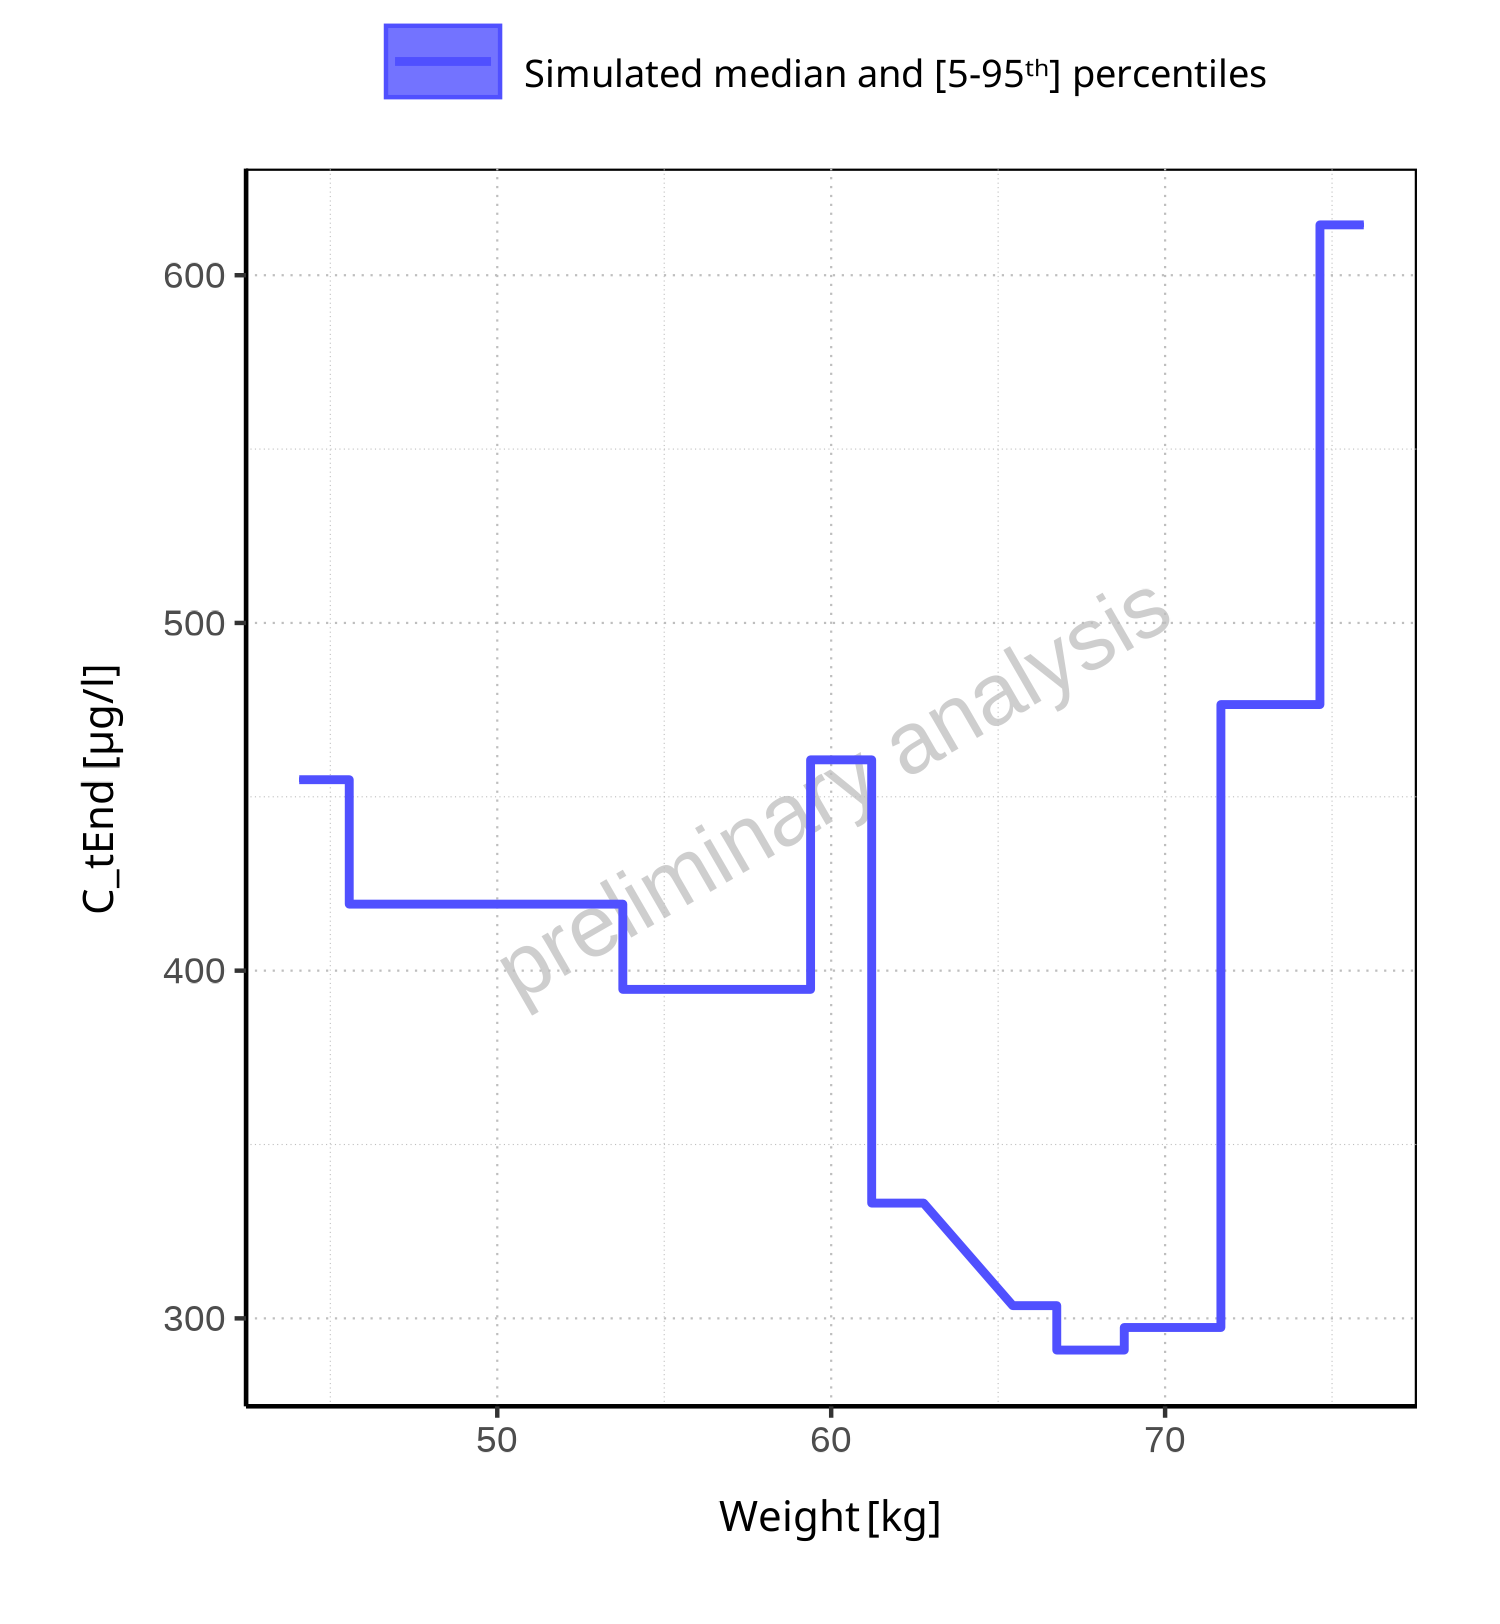 Simulated median and [5-95th] percentiles
600
500
400
300
C_tEnd [µg/l]
preliminary analysis
50 60 70
Weight [kg]